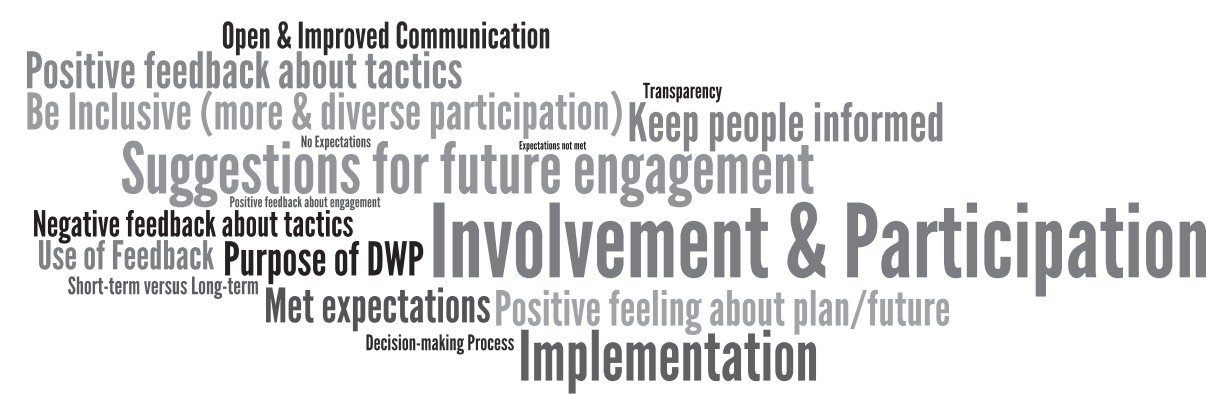 Open & Improved Communication
Positive feedback about tactics
Transparency
Be Inclusive (more & diverse participation)
Keep people informed
No Expectations
Expectations not met
Suggestions for future engagement
Positive feedback about engagement
Negative feedback about tactics
Involvement & Participation
Use of Feedback
Purpose of DWP
Short-term versus Long-term
Met expectations
Positive feeling about plan/future
Decision-making Process
Implementation